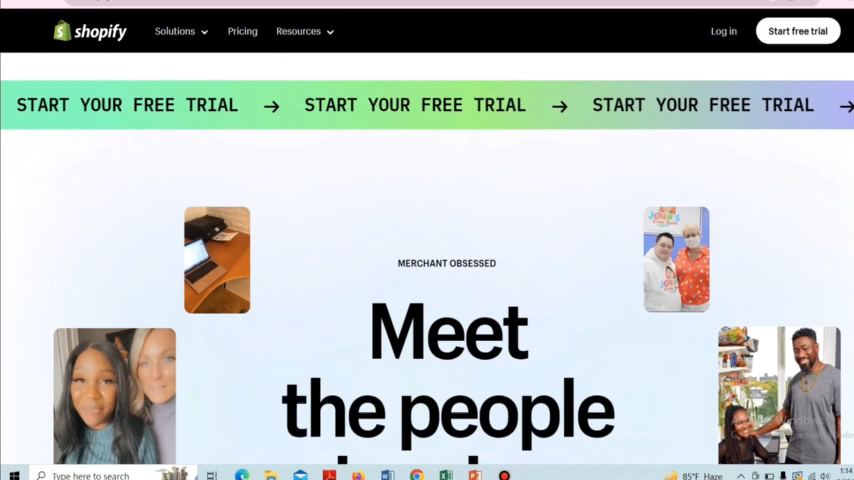 shopify Solutions Pricing Resources Log in Start free trial
START YOUR FREE TRIAL → START YOUR FREE TRIAL → START YOUR FREE TRIAL →
JOHN'S
MERCHANT OBSESSED
Meet
the people
Type here to search 85°F Haze 1:14